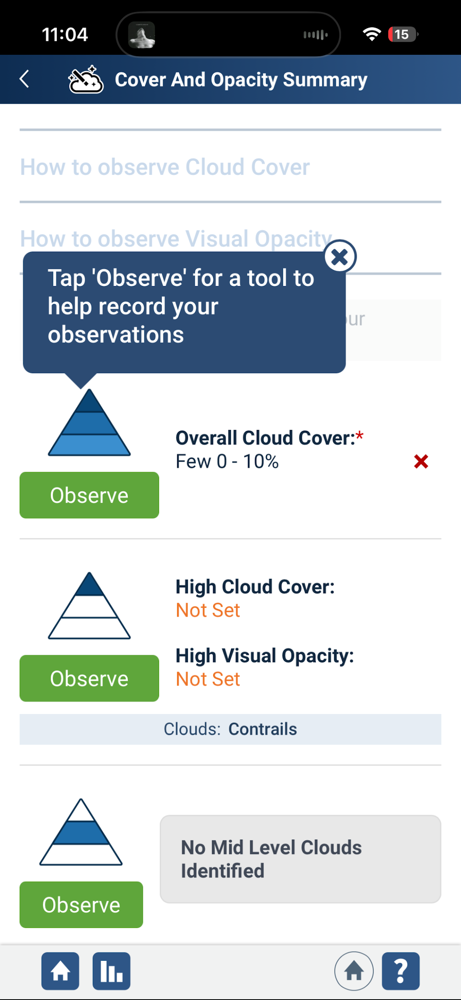 11:04
15
Cover And Opacity Summary
How to observe Cloud Cover
How to observe Visual Opacity
Tap 'Observe' for a tool to
help record your
observations
Overall Cloud Cover:*
Few 0 - 10%
Observe
High Cloud Cover:
Not Set
High Visual Opacity:
Not Set
Observe
Clouds: Contrails
No Mid Level Clouds
Identified
Observe